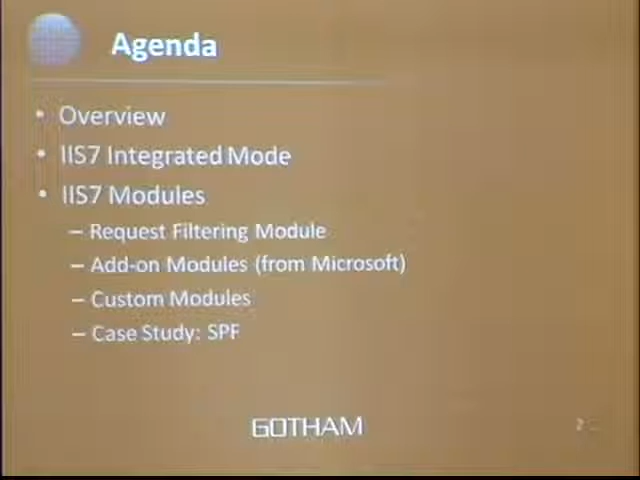 Agenda
• Overview
• IIS7 Integrated Mode
• IIS7 Modules
– Request Filtering Module
– Add-on Modules (from Microsoft)
– Custom Modules
– Case Study: SPF
GOTHAM
2